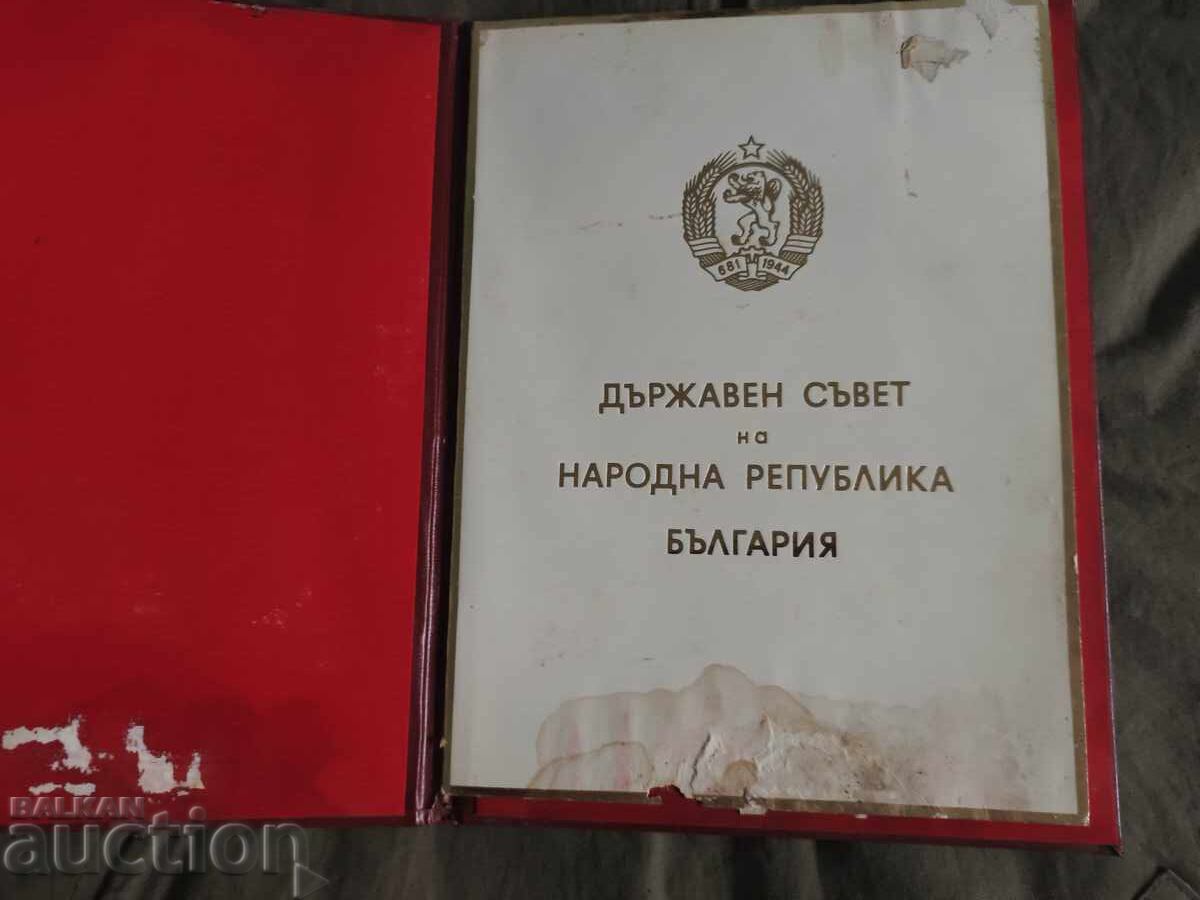 681 1944
ДЪРЖАВЕН СЪВЕТ
на
НАРОДНА РЕПУБЛИКА
БЪЛГАРИЯ
BALKAN
auction